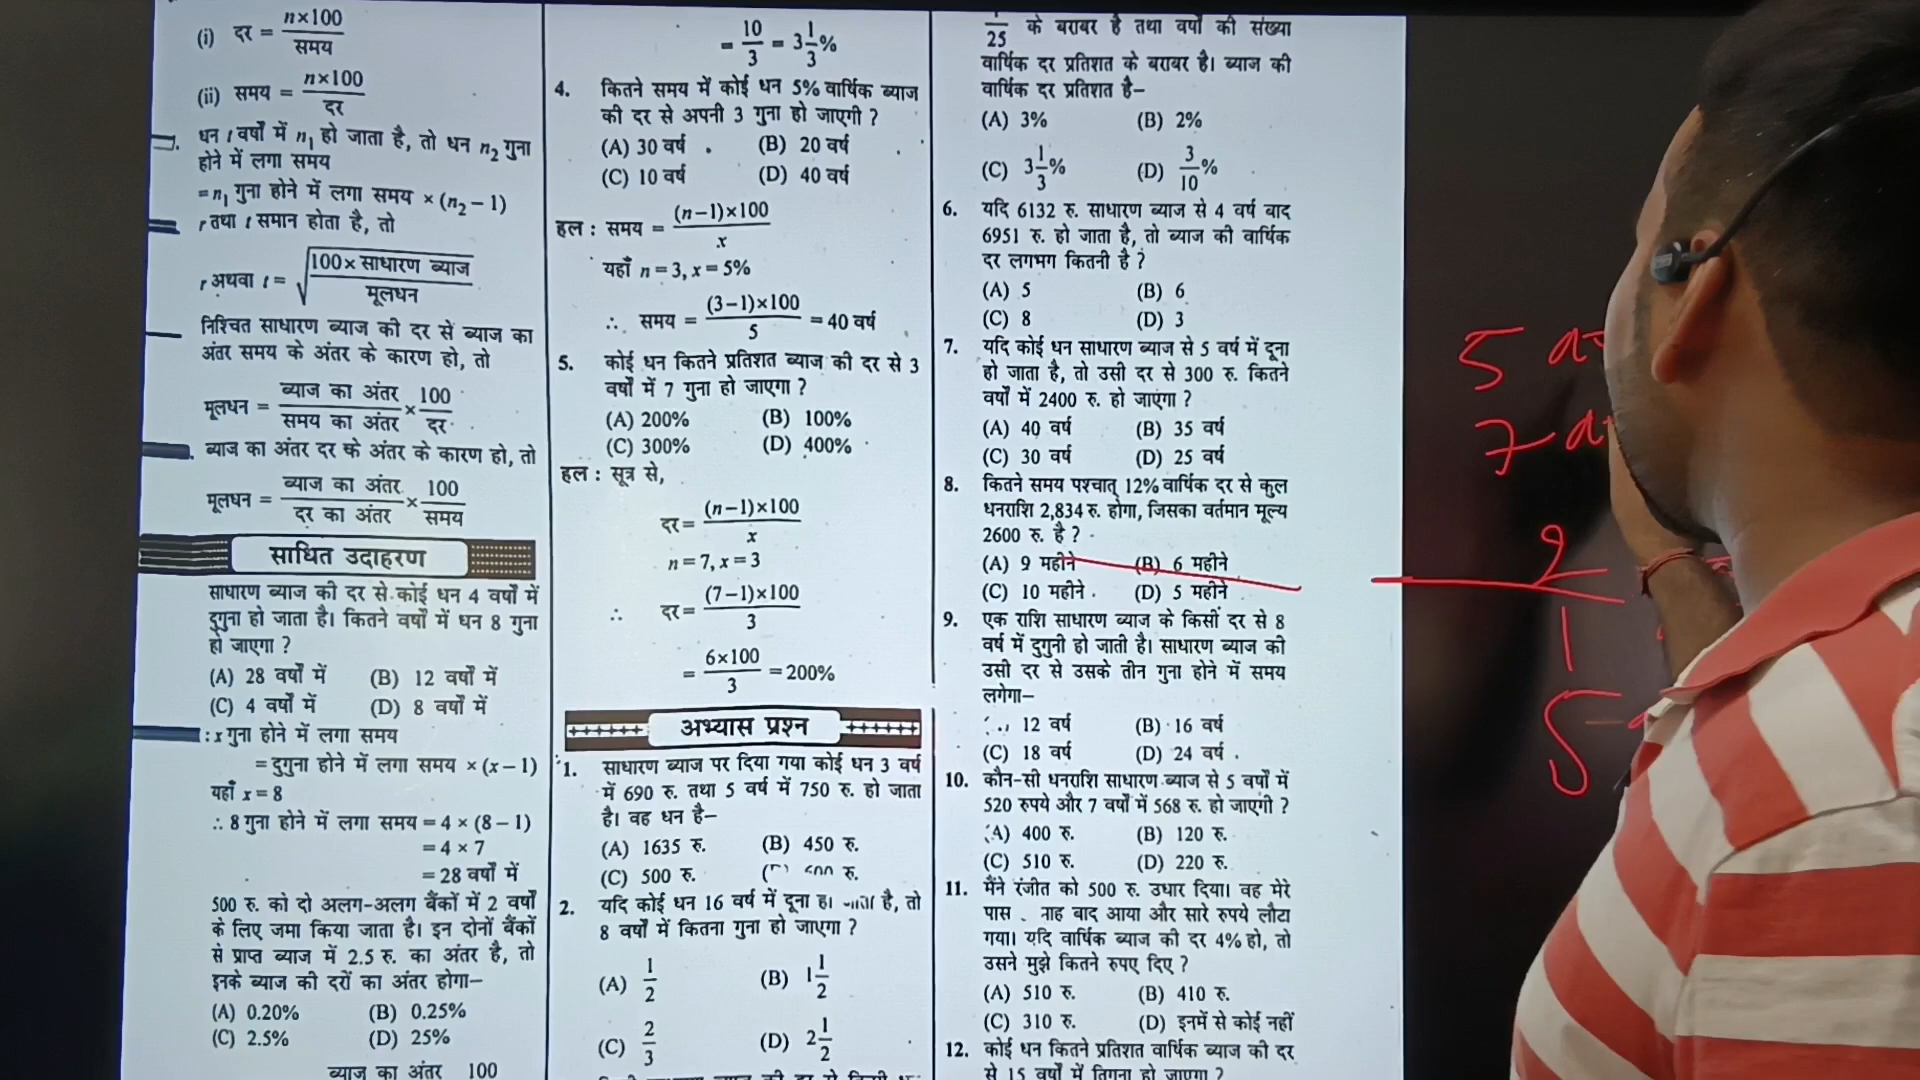 (i) दर = n×100
समय
(ii) समय = n×100
दर
धन t वर्षों में n₁ हो जाता है, तो धन n₂ गुना
होने में लगा समय
= n₁ गुना होने में लगा समय × (n₂ – 1)
r तथा t समान होता है, तो
r अथवा t = √100× साधारण ब्याज
मूलधन
निश्चित साधारण ब्याज की दर से ब्याज का
अंतर समय के अंतर के कारण हो, तो
मूलधन = ब्याज का अंतर × 100
समय का अंतर दर
ब्याज का अंतर दर के अंतर के कारण हो, तो
मूलधन = ब्याज का अंतर × 100
दर का अंतर समय
साधित उदाहरण
साधारण ब्याज की दर से कोई धन 4 वर्षों में
दुगुना हो जाता है। कितने वर्षों में धन 8 गुना
हो जाएगा ?
(A) 28 वर्षों में (B) 12 वर्षों में
(C) 4 वर्षों में (D) 8 वर्षों में
: x गुना होने में लगा समय
= दुगुना होने में लगा समय × (x – 1)
यहाँ x = 8
∴ 8 गुना होने में लगा समय = 4 × (8 – 1)
= 4 × 7
= 28 वर्षों में
500 रु. को दो अलग-अलग बैंकों में 2 वर्षों
के लिए जमा किया जाता है। इन दोनों बैंकों
से प्राप्त ब्याज में 2.5 रु. का अंतर है, तो
इनके ब्याज की दरों का अंतर होगा–
(A) 0.20% (B) 0.25%
(C) 2.5% (D) 25%
ब्याज का अंतर 100
= 10/3 = 3 1/3%
4. कितने समय में कोई धन 5% वार्षिक ब्याज
की दर से अपनी 3 गुना हो जाएगी ?
(A) 30 वर्ष (B) 20 वर्ष
(C) 10 वर्ष (D) 40 वर्ष
हल : समय = (n–1)×100
x
यहाँ n = 3, x = 5%
∴ समय = (3–1)×100 = 40 वर्ष
5
5. कोई धन कितने प्रतिशत ब्याज की दर से 3
वर्षों में 7 गुना हो जाएगा ?
(A) 200% (B) 100%
(C) 300% (D) 400%
हल : सूत्र से,
दर = (n–1)×100
x
n = 7, x = 3
∴ दर = (7–1)×100
3
= 6×100 = 200%
3
अभ्यास प्रश्न
1. साधारण ब्याज पर दिया गया कोई धन 3 वर्ष
में 690 रु. तथा 5 वर्ष में 750 रु. हो जाता
है। वह धन है–
(A) 1635 रु. (B) 450 रु.
(C) 500 रु. रु.
2. यदि कोई धन 16 वर्ष में दूना है, तो
8 वर्षों में कितना गुना हो जाएगा ?
(A) 1/2 (B) 1 1/2
(C) 2/3 (D) 2 1/2
25 के बराबर है तथा वर्षों की संख्या
वार्षिक दर प्रतिशत के बराबर है। ब्याज की
वार्षिक दर प्रतिशत है–
(A) 3% (B) 2%
(C) 3 1/3% (D) 3/10%
6. यदि 6132 रु. साधारण ब्याज से 4 वर्ष बाद
6951 रु. हो जाता है, तो ब्याज की वार्षिक
दर लगभग कितनी है ?
(A) 5 (B) 6
(C) 8 (D) 3
7. यदि कोई धन साधारण ब्याज से 5 वर्ष में दूना
हो जाता है, तो उसी दर से 300 रु. कितने
वर्षों में 2400 रु. हो जाएंगा ?
(A) 40 वर्ष (B) 35 वर्ष
(C) 30 वर्ष (D) 25 वर्ष
8. कितने समय पश्चात् 12% वार्षिक दर से कुल
धनराशि 2,834 रु. होगा, जिसका वर्तमान मूल्य
2600 रु. है ?
(A) 9 महीने (B) 6 महीने
(C) 10 महीने (D) 5 महीने
9. एक राशि साधारण ब्याज के किसीं दर से 8
वर्ष में दुगुनी हो जाती है। साधारण ब्याज की
उसी दर से उसके तीन गुना होने में समय
लगेगा–
12 वर्ष (B) 16 वर्ष
(C) 18 वर्ष (D) 24 वर्ष
10. कौन-सी धनराशि साधारण ब्याज से 5 वर्षों में
520 रुपये और 7 वर्षों में 568 रु. हो जाएगी ?
(A) 400 रु. (B) 120 रु.
(C) 510 रु. (D) 220 रु.
11. मैंने रंजीत को 500 रु. उधार दिया। वह मेरे
पास माह बाद आया और सारे रुपये लौटा
गया। यदि वार्षिक ब्याज की दर 4% हो, तो
उसने मुझे कितने रुपए दिए ?
(A) 510 रु. (B) 410 रु.
(C) 310 रु. (D) इनमें से कोई नहीं
12. कोई धन कितने प्रतिशत वार्षिक ब्याज की दर
से 15 वर्षों में तिगुना हो जाएगा ?
5
7
2
1
5